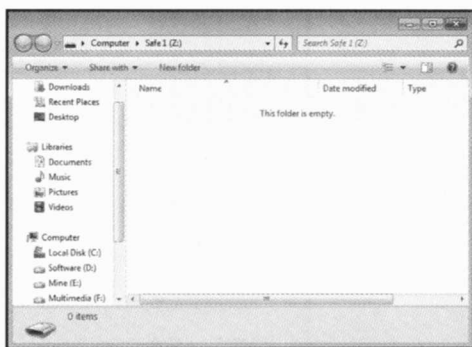 Computer ▸ Safe1 (Z:)
Search Safe 1 (Z:)
Organize
Share with
New folder
Downloads
Recent Places
Desktop
Libraries
Documents
Music
Pictures
Videos
Computer
Local Disk (C:)
Software (D:)
Mine (E:)
Multimedia (F:)
Name
Date modified
Type
This folder is empty.
0 items